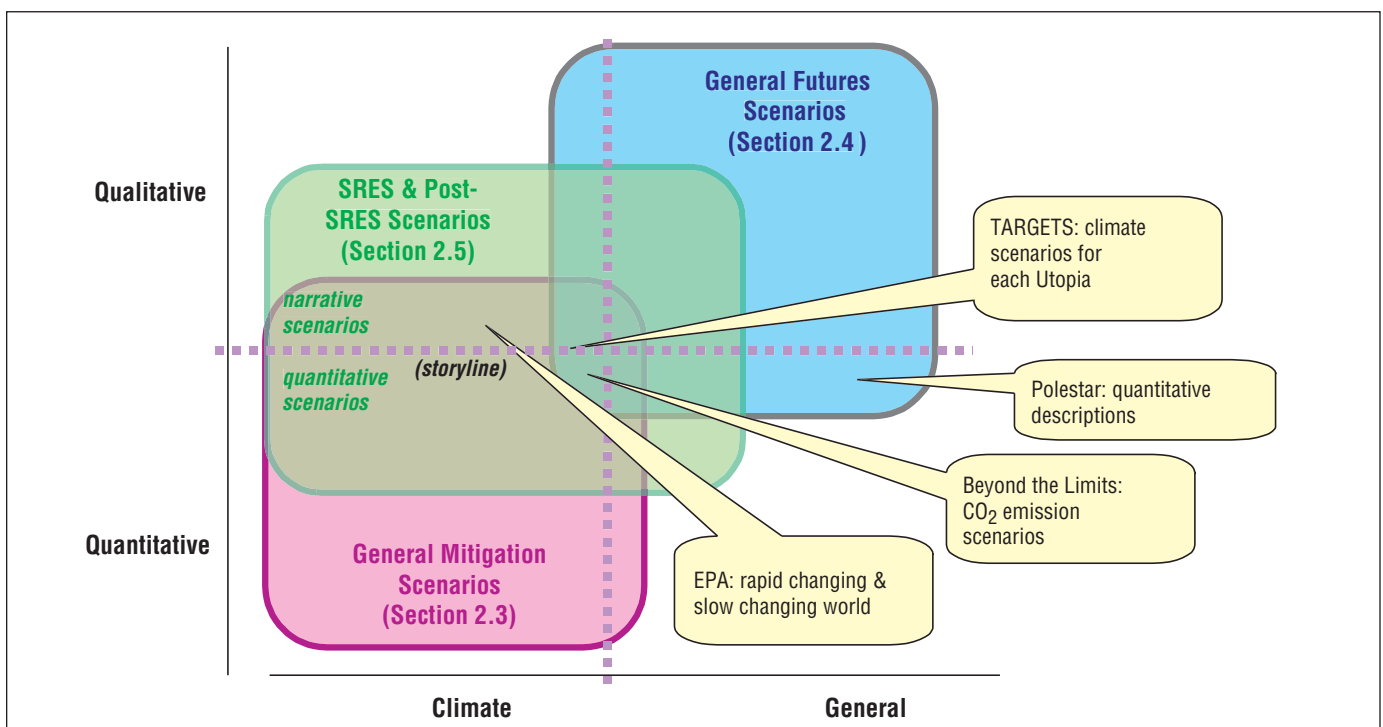 General Futures
Scenarios
(Section 2.4 )
Qualitative
SRES & Post-
SRES Scenarios
(Section 2.5)
TARGETS: climate
scenarios for
each Utopia
narrative
scenarios
(storyline)
quantitative
scenarios
Polestar: quantitative
descriptions
Beyond the Limits:
CO2 emission
scenarios
Quantitative
General Mitigation
Scenarios
(Section 2.3)
EPA: rapid changing &
slow changing world
Climate
General